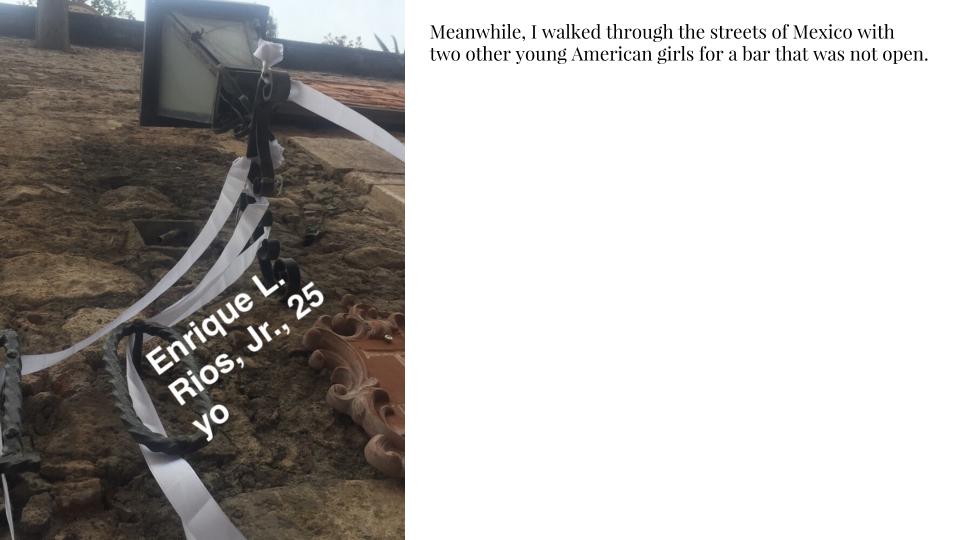 Meanwhile, I walked through the streets of Mexico with
two other young American girls for a bar that was not open.
Enrique L.
Rios, Jr., 25
yo